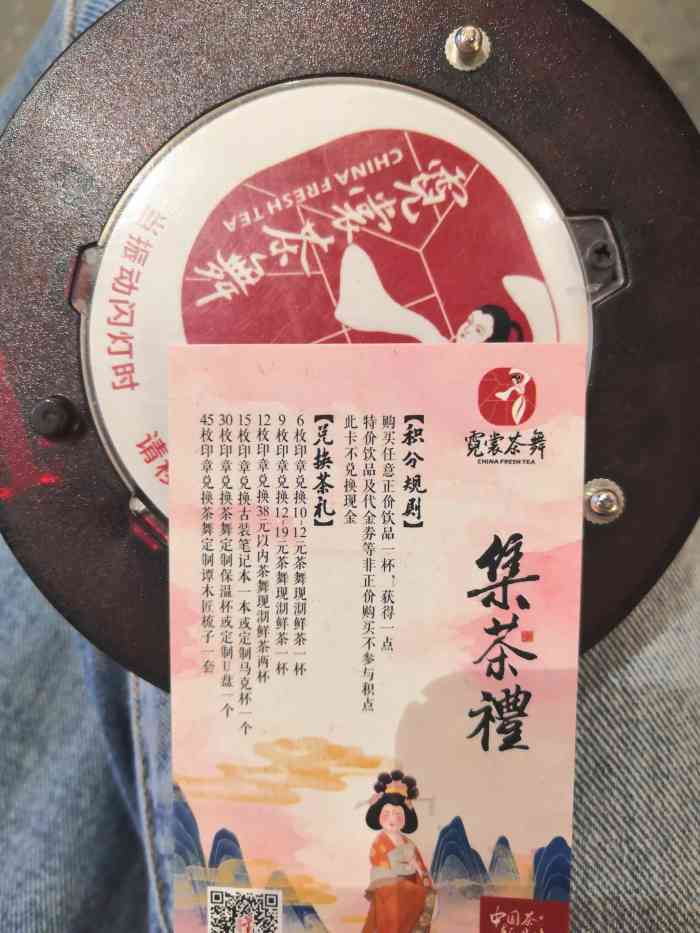 霓裳茶舞
CHINA FRESH TEA
当振动闪灯时
霓裳茶舞
CHINA FRESH TEA
集茶禮
【积分规则】
购买任意正价饮品一杯，获得一点
特价饮品及代金券等非正价购买不参与积点
此卡不兑换现金
【兑换茶礼】
6枚印章兑换10-12元茶舞现沏鲜茶一杯
9枚印章兑换12-19元茶舞现沏鲜茶一杯
12枚印章兑换38元以内茶舞现沏鲜茶两杯
15枚印章兑换古装笔记本一本或定制马克杯一个
30枚印章兑换茶舞定制保温杯或定制U盘一个
45枚印章兑换茶舞定制谭木匠梳子一套
中国茶·